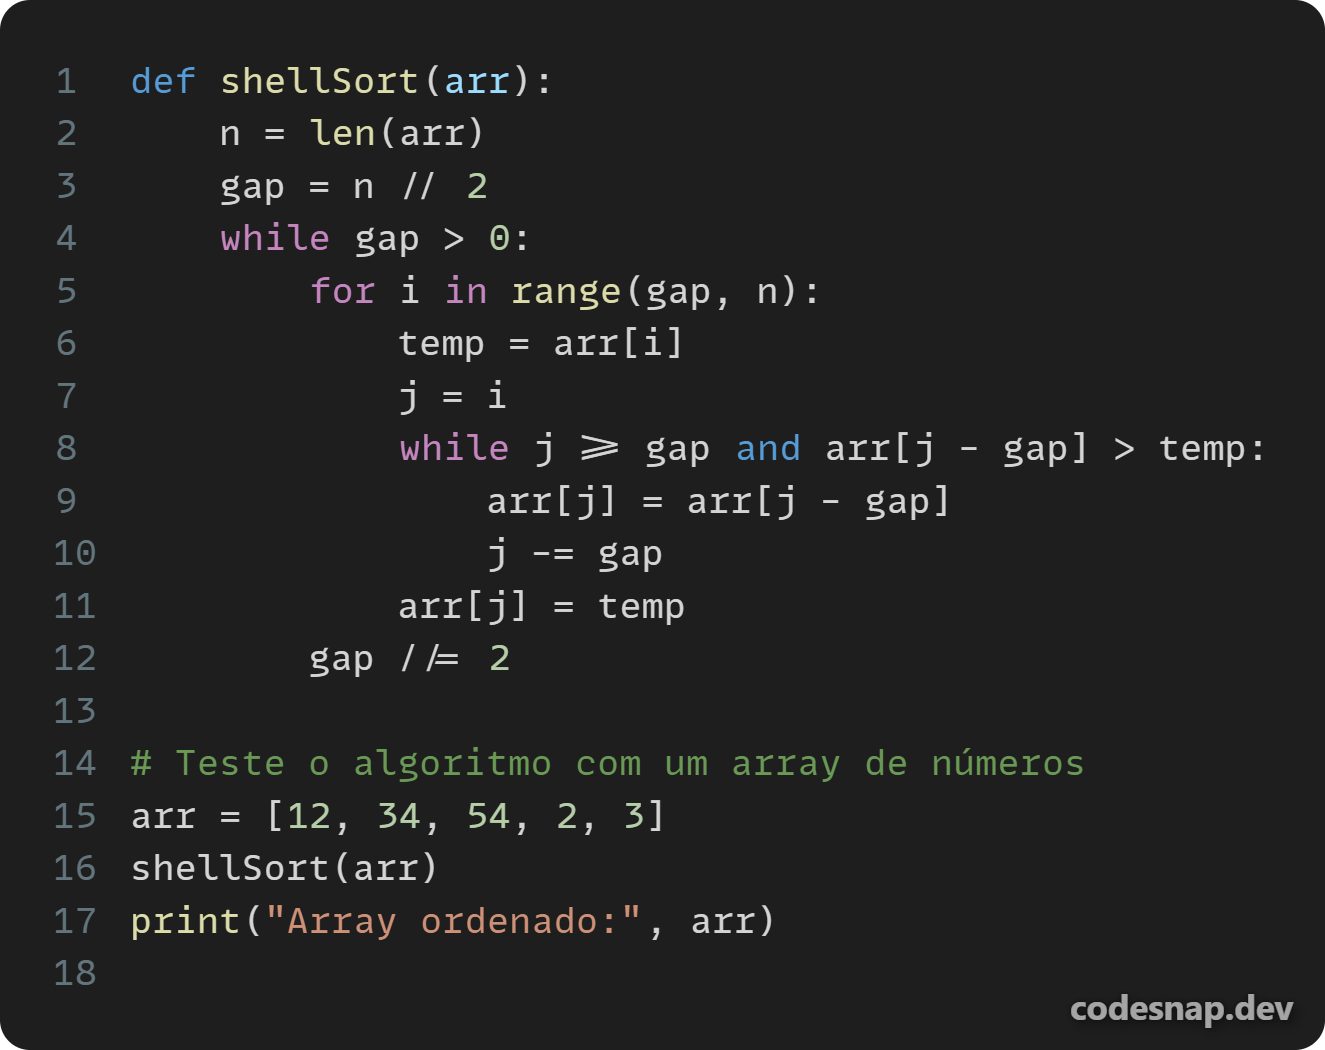 1 def shellSort(arr):
2     n = len(arr)
3     gap = n // 2
4     while gap > 0:
5         for i in range(gap, n):
6             temp = arr[i]
7             j = i
8             while j >= gap and arr[j - gap] > temp:
9                 arr[j] = arr[j - gap]
10                 j -= gap
11             arr[j] = temp
12         gap //= 2
13
14 # Teste o algoritmo com um array de números
15 arr = [12, 34, 54, 2, 3]
16 shellSort(arr)
17 print("Array ordenado:", arr)
18
codesnap.dev